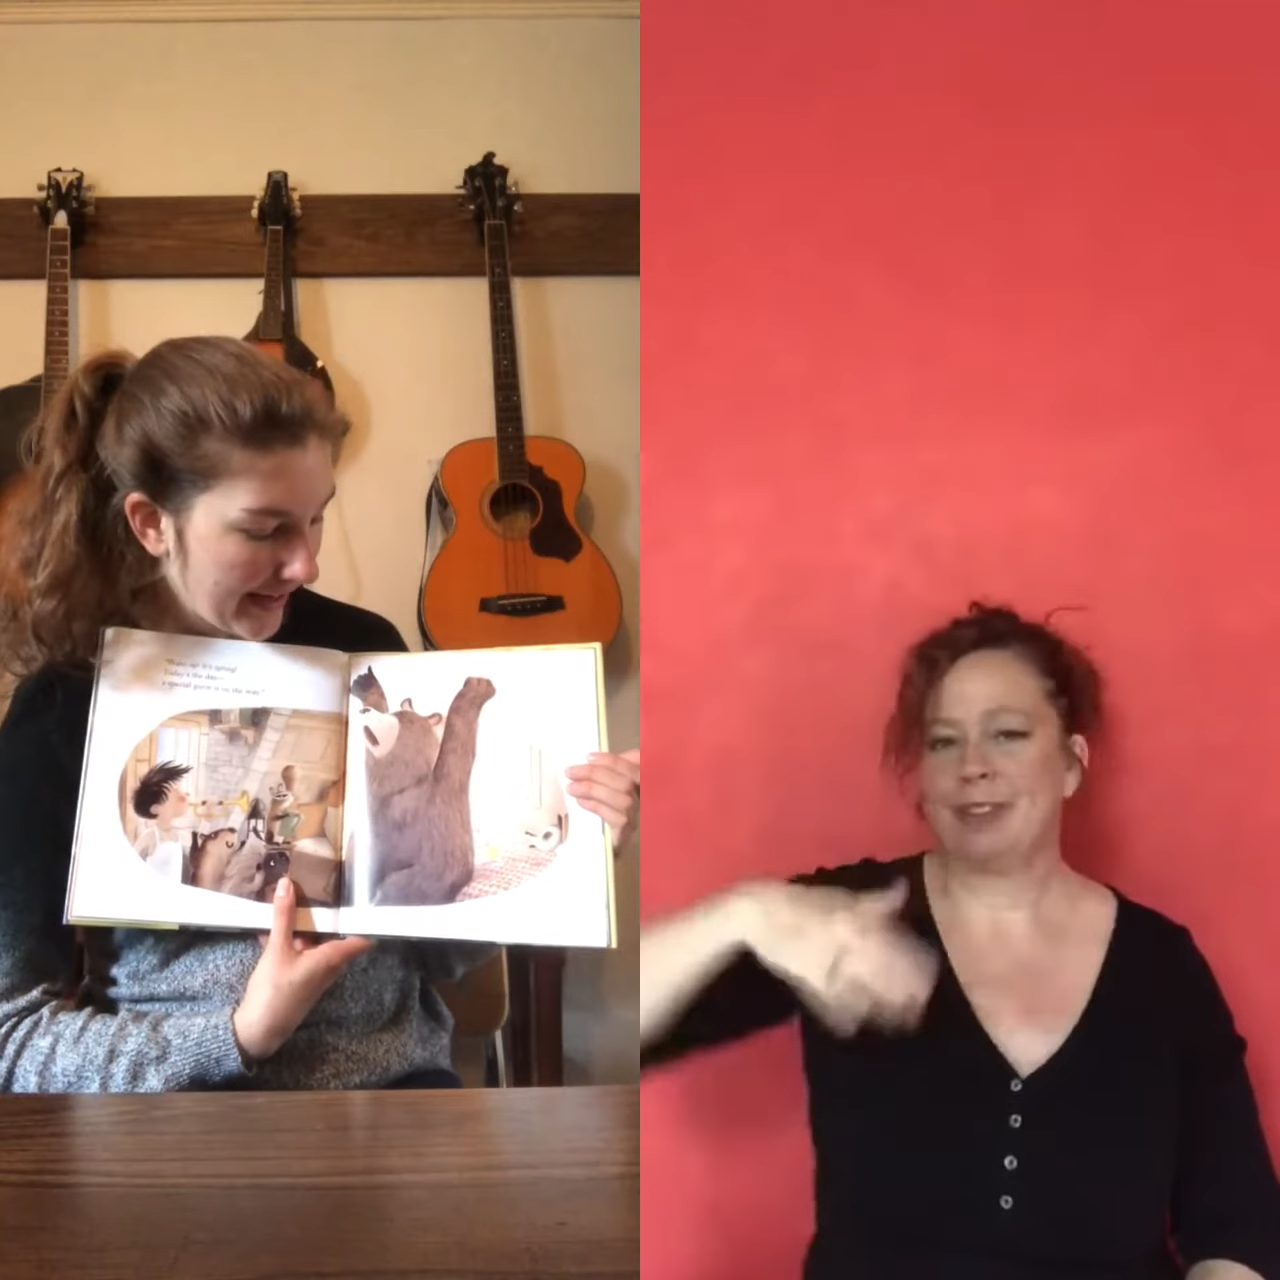 "Wake up! It's spring!
Today's the day—
a special guest is on the way."